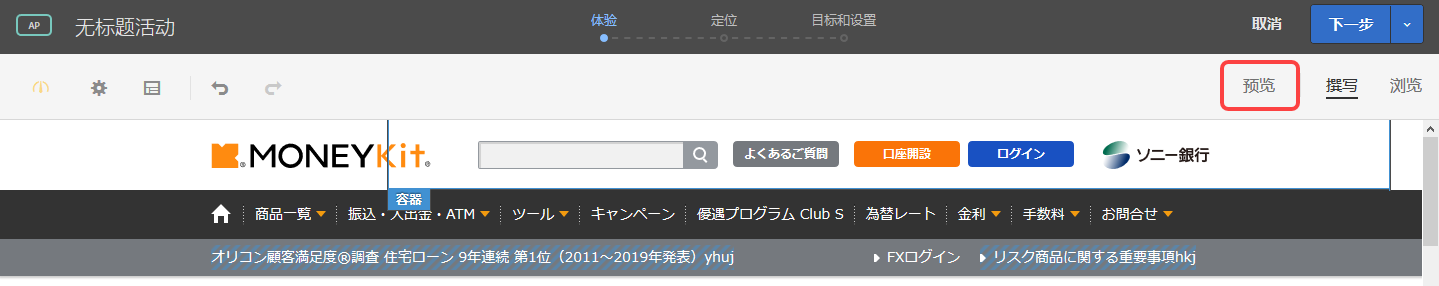 AP 无标题活动 体验 定位 目标和设置 取消 下一步
预览 撰写 浏览
MONEYKit よくあるご質問 口座開設 ログイン ソニー銀行
容器
商品一覧 振込・入出金・ATM ツール キャンペーン 優遇プログラム Club S 為替レート 金利 手数料 お問合せ
オリコン顧客満足度®調査 住宅ローン 9年連続 第1位（2011～2019年発表）yhuj FXログイン リスク商品に関する重要事項hkj